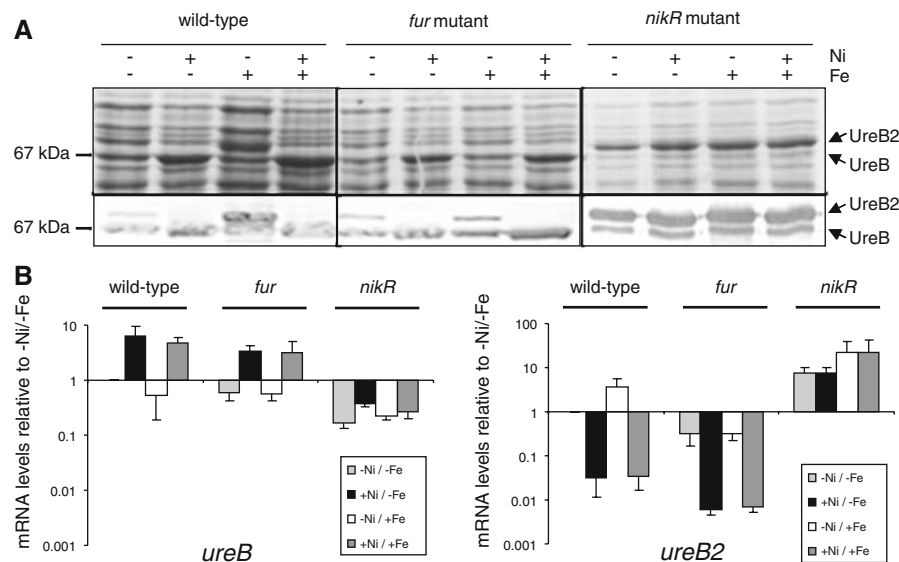 A
wild-type fur mutant nikR mutant
- + - + - + - + - + - + Ni
- - + + - - + + - - + + Fe
67 kDa
UreB2
UreB
67 kDa
UreB2
UreB
B
wild-type fur nikR
mRNA levels relative to -Ni/-Fe
10
1
0.1
0.01
0.001
-Ni / -Fe
+Ni / -Fe
-Ni / +Fe
+Ni / +Fe
ureB
wild-type fur nikR
mRNA levels relative to -Ni/-Fe
100
10
1
0.1
0.01
0.001
-Ni / -Fe
+Ni / -Fe
-Ni / +Fe
+Ni / +Fe
ureB2